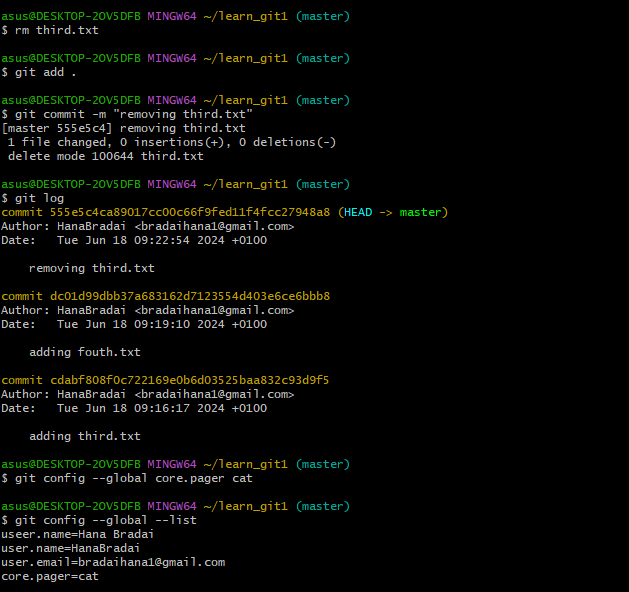 asus@DESKTOP-2OV5DFB MINGW64 ~/learn_git1 (master)
$ rm third.txt
asus@DESKTOP-2OV5DFB MINGW64 ~/learn_git1 (master)
$ git add .
asus@DESKTOP-2OV5DFB MINGW64 ~/learn_git1 (master)
$ git commit -m "removing third.txt"
[master 555e5c4] removing third.txt
 1 file changed, 0 insertions(+), 0 deletions(-)
 delete mode 100644 third.txt
asus@DESKTOP-2OV5DFB MINGW64 ~/learn_git1 (master)
$ git log
commit 555e5c4ca89017cc00c66f9fed11f4fcc27948a8 (HEAD -> master)
Author: HanaBradai <bradaihana1@gmail.com>
Date:   Tue Jun 18 09:22:54 2024 +0100
    removing third.txt
commit dc01d99dbb37a683162d7123554d403e6ce6bbb8
Author: HanaBradai <bradaihana1@gmail.com>
Date:   Tue Jun 18 09:19:10 2024 +0100
    adding fouth.txt
commit cdabf808f0c722169e0b6d03525baa832c93d9f5
Author: HanaBradai <bradaihana1@gmail.com>
Date:   Tue Jun 18 09:16:17 2024 +0100
    adding third.txt
asus@DESKTOP-2OV5DFB MINGW64 ~/learn_git1 (master)
$ git config --global core.pager cat
asus@DESKTOP-2OV5DFB MINGW64 ~/learn_git1 (master)
$ git config --global --list
useer.name=Hana Bradai
user.name=HanaBradai
user.email=bradaihana1@gmail.com
core.pager=cat